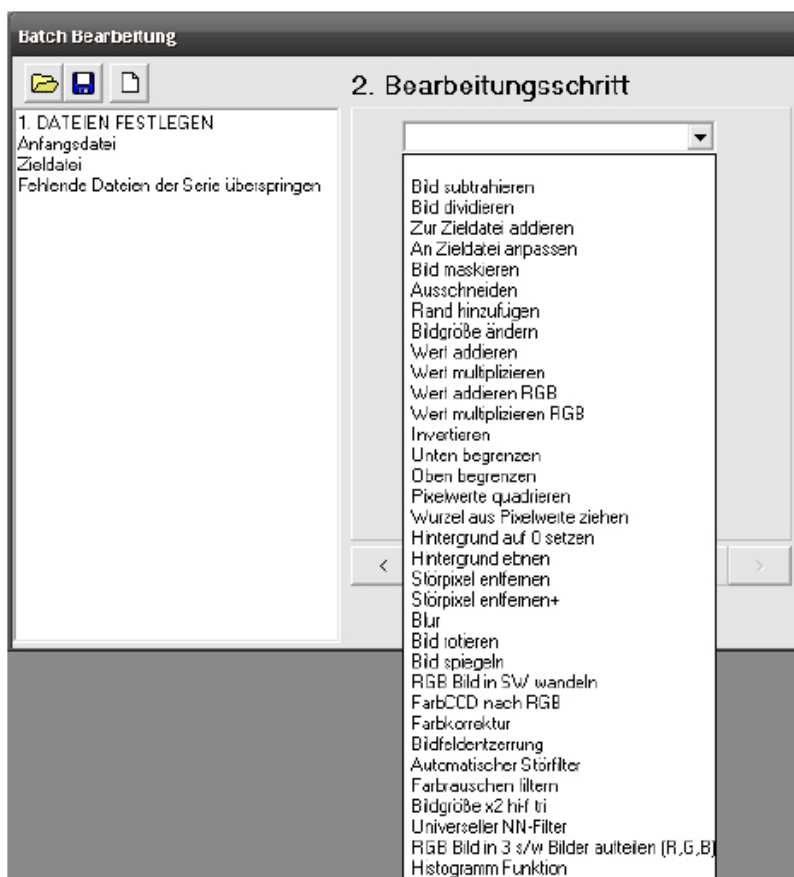 Batch Bearbeitung
2. Bearbeitungsschritt
1. DATEIEN FESTLEGEN
Anfangsdatei
Zieldatei
Fehlende Dateien der Serie überspringen
Bild subtrahieren
Bild dividieren
Zur Zieldatei addieren
An Zieldatei anpassen
Bild maskieren
Ausschneiden
Rand hinzufügen
Bildgröße ändern
Wert addieren
Wert multiplizieren
Wert addieren RGB
Wert multiplizieren RGB
Invertieren
Unten begrenzen
Oben begrenzen
Pixelwerte quadrieren
Wurzel aus Pixelwerte ziehen
Hintergrund auf 0 setzen
Hintergrund ebnen
Störpixel entfernen
Störpixel entfernen+
Blur
Bild rotieren
Bild spiegeln
RGB Bild in SW wandeln
FarbCCD nach RGB
Farbkorrektur
Bildfeldentzerrung
Automatischer Störfilter
Farbrauschen filtern
Bildgröße x2 hi-f tri
Universeller NN-Filter
RGB Bild in 3 s/w Bilder aufteilen (R,G,B)
Histogramm Funktion
< >